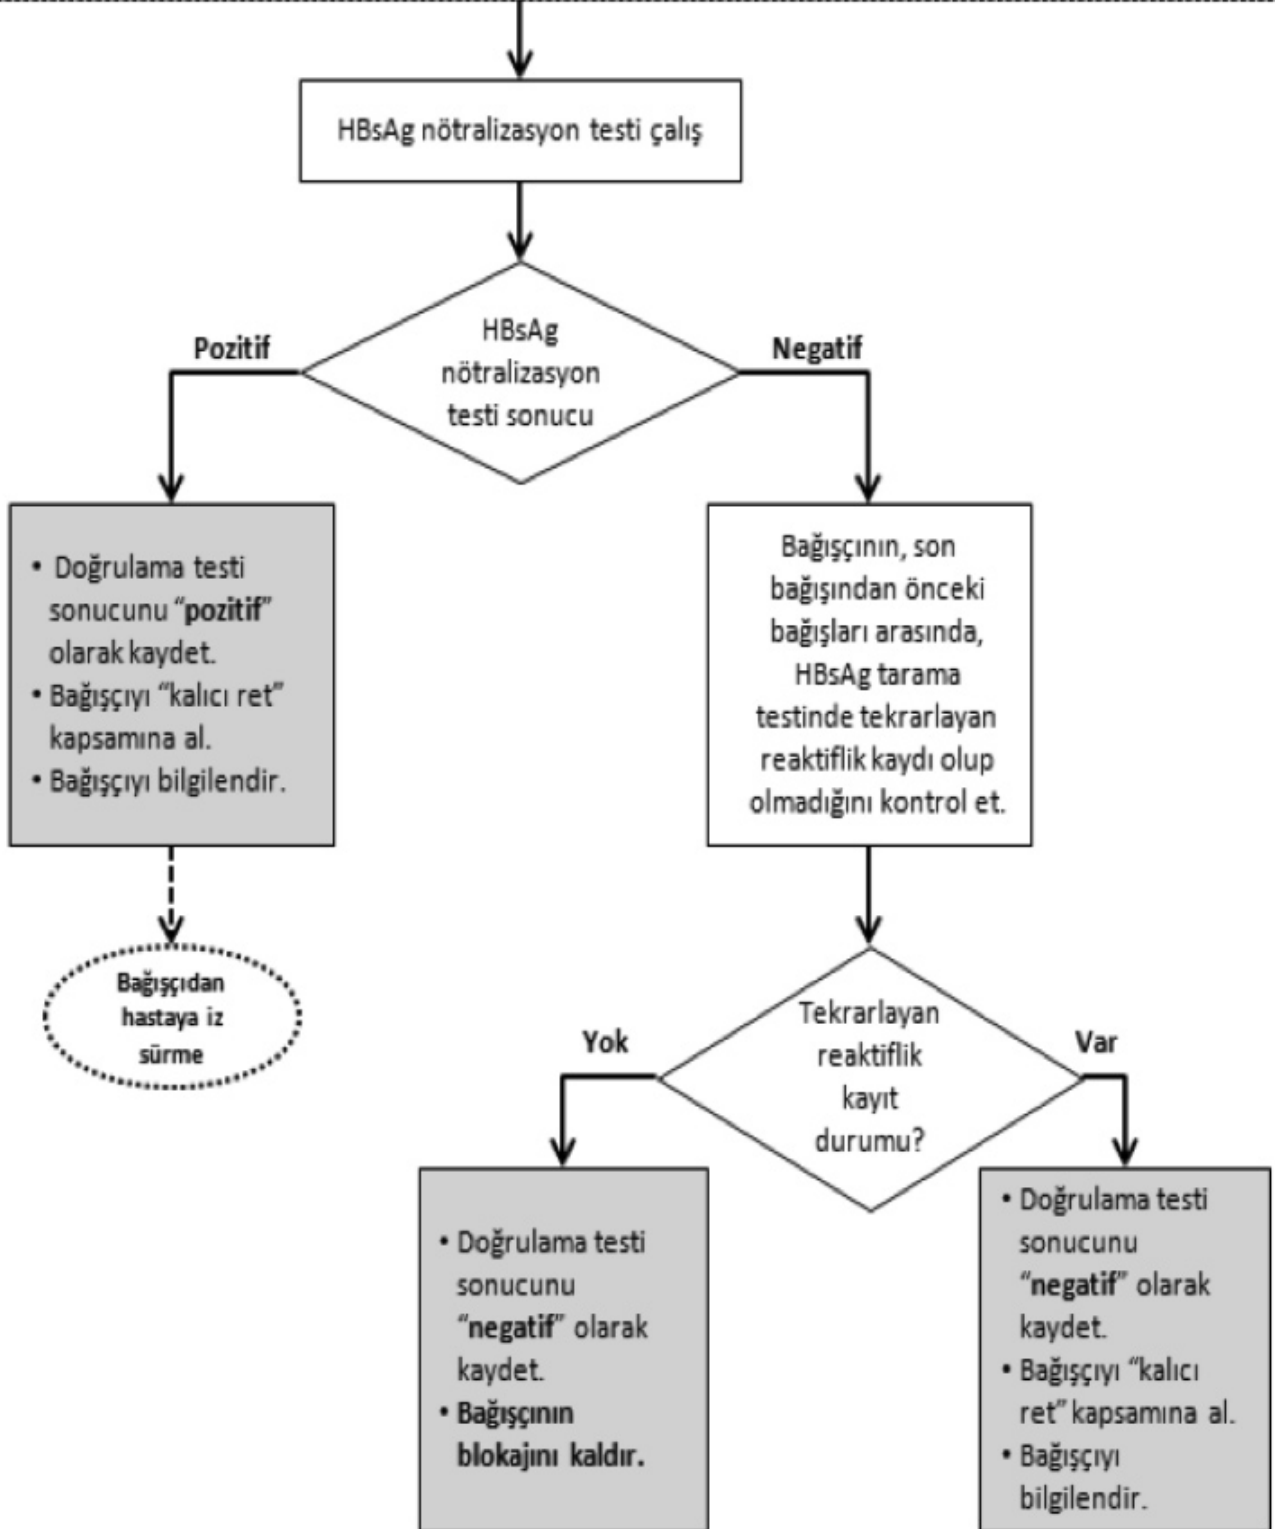 HBsAg nötralizasyon testi çalış
HBsAg
nötralizasyon
testi sonucu
Pozitif
Negatif
• Doğrulama testi
sonucunu “pozitif”
olarak kaydet.
• Bağışçıyı “kalıcı ret”
kapsamına al.
• Bağışçıyı bilgilendir.
Bağışçının, son
bağışından önceki
bağışları arasında,
HBsAg tarama
testinde tekrarlayan
reaktiflik kaydı olup
olmadığını kontrol et.
Bağışçıdan
hastaya iz
sürme
Tekrarlayan
reaktiflik
kayıt
durumu?
Yok
Var
• Doğrulama testi
sonucunu
“negatif” olarak
kaydet.
• Bağışçının
blokajını kaldır.
• Doğrulama testi
sonucunu
“negatif” olarak
kaydet.
• Bağışçıyı “kalıcı
ret” kapsamına al.
• Bağışçıyı
bilgilendir.